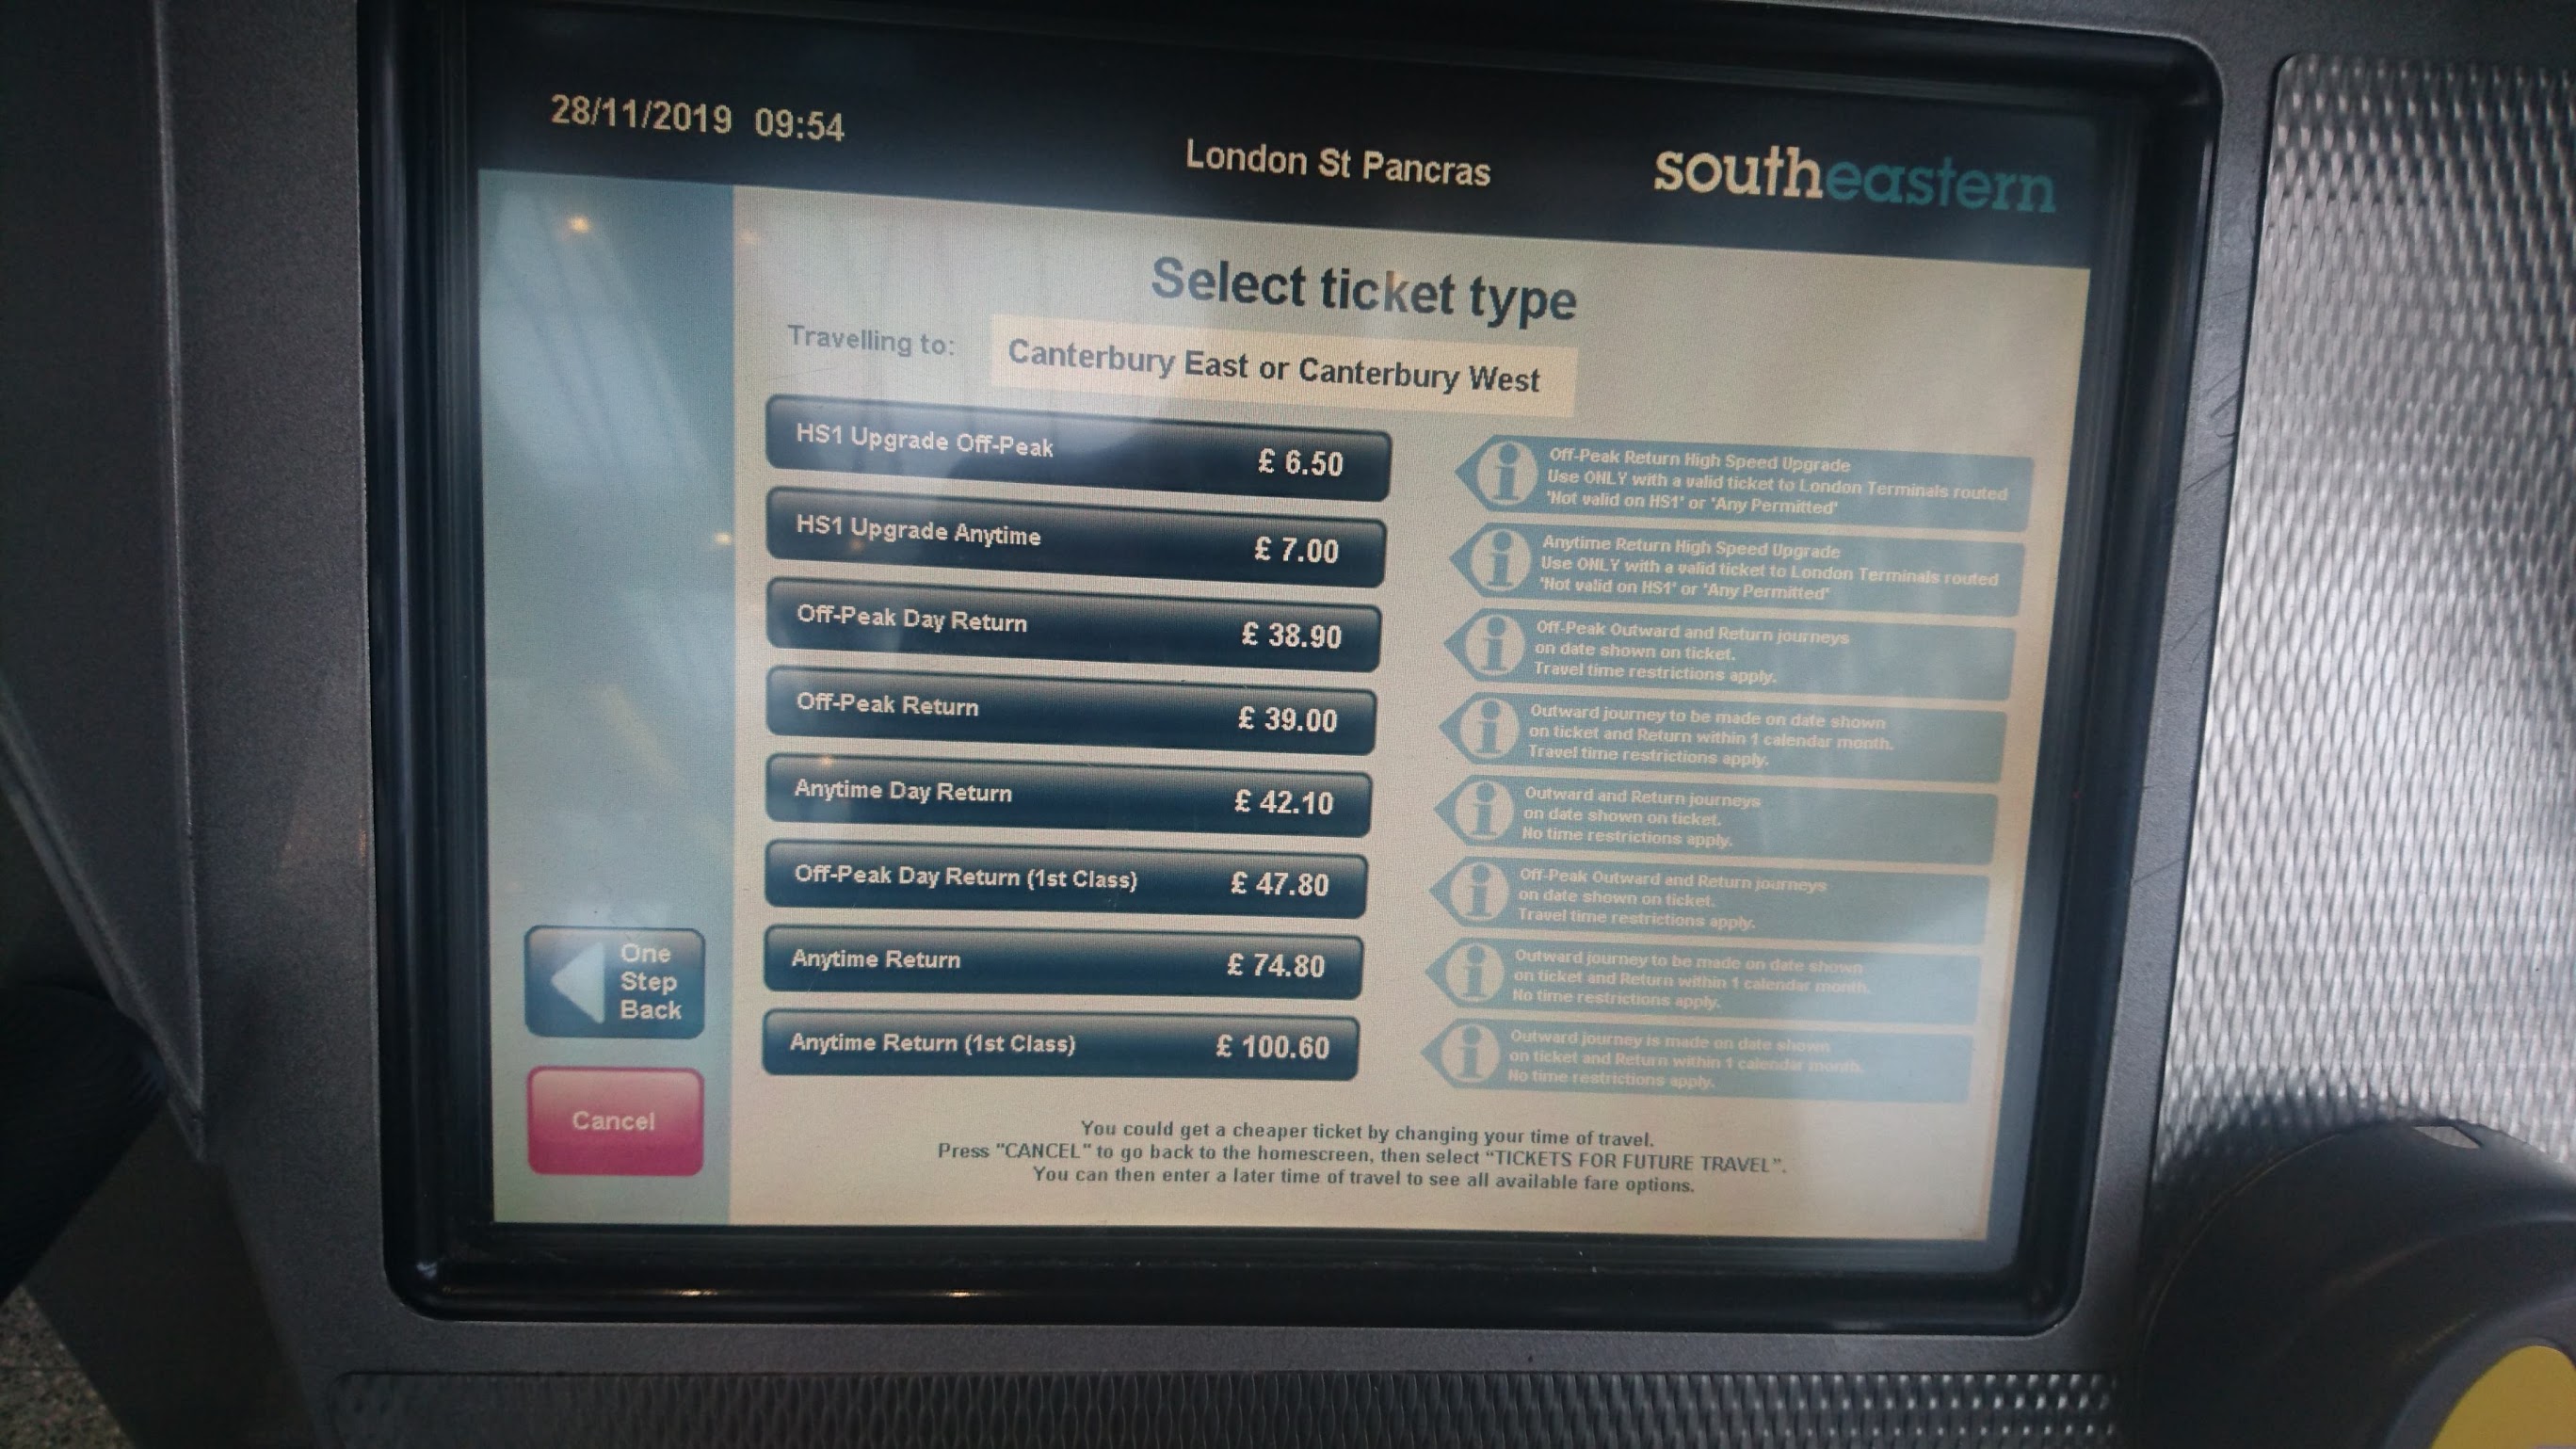 28/11/2019 09:54
London St Pancras
southeastern
Select ticket type
Travelling to: Canterbury East or Canterbury West
HS1 Upgrade Off-Peak £ 6.50
Off-Peak Return High Speed Upgrade
Use ONLY with a valid ticket to London Terminals routed
'Not valid on HS1' or 'Any Permitted'
HS1 Upgrade Anytime £ 7.00
Anytime Return High Speed Upgrade
Use ONLY with a valid ticket to London Terminals routed
'Not valid on HS1' or 'Any Permitted'
Off-Peak Day Return £ 38.90
Off-Peak Outward and Return journeys
on date shown on ticket.
Travel time restrictions apply.
Off-Peak Return £ 39.00
Outward journey to be made on date shown
on ticket and Return within 1 calendar month.
Travel time restrictions apply.
Anytime Day Return £ 42.10
Outward and Return journeys
on date shown on ticket.
No time restrictions apply.
Off-Peak Day Return (1st Class) £ 47.80
Off-Peak Outward and Return journeys
on date shown on ticket.
Travel time restrictions apply.
Anytime Return £ 74.80
Outward journey to be made on date shown
on ticket and Return within 1 calendar month.
No time restrictions apply.
Anytime Return (1st Class) £ 100.60
Outward journey is made on date shown
on ticket and Return within 1 calendar month.
No time restrictions apply.
One
Step
Back
Cancel
You could get a cheaper ticket by changing your time of travel.
Press "CANCEL" to go back to the homescreen, then select “TICKETS FOR FUTURE TRAVEL”.
You can then enter a later time of travel to see all available fare options.